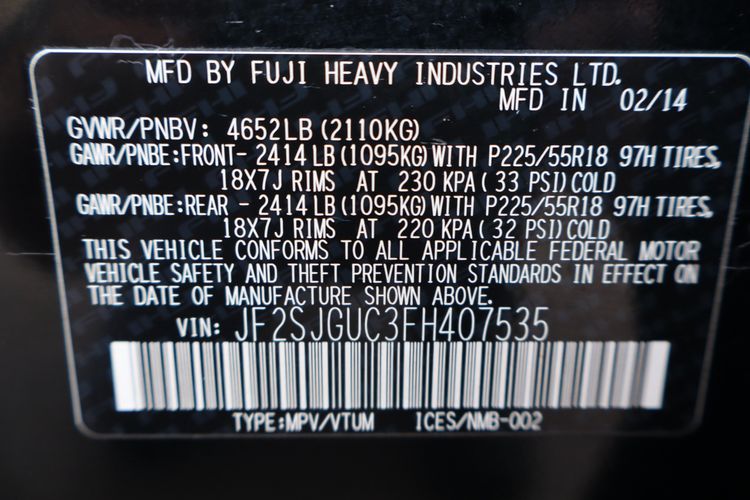 MFD BY FUJI HEAVY INDUSTRIES LTD.
MFD IN 02/14
GVWR/PNBV: 4652LB (2110KG)
GAWR/PNBE:FRONT- 2414LB (1095KG) WITH P225/55R18 97H TIRES,
18X7J RIMS AT 230 KPA ( 33 PSI) COLD
GAWR/PNBE:REAR - 2414LB (1095KG) WITH P225/55R18 97H TIRES,
18X7J RIMS AT 220 KPA ( 32 PSI) COLD
THIS VEHICLE CONFORMS TO ALL APPLICABLE FEDERAL MOTOR
VEHICLE SAFETY AND THEFT PREVENTION STANDARDS IN EFFECT ON
THE DATE OF MANUFACTURE SHOWN ABOVE.
VIN: JF2SJGUC3FH407535
TYPE:MPV/VTUM ICES/NMB-002